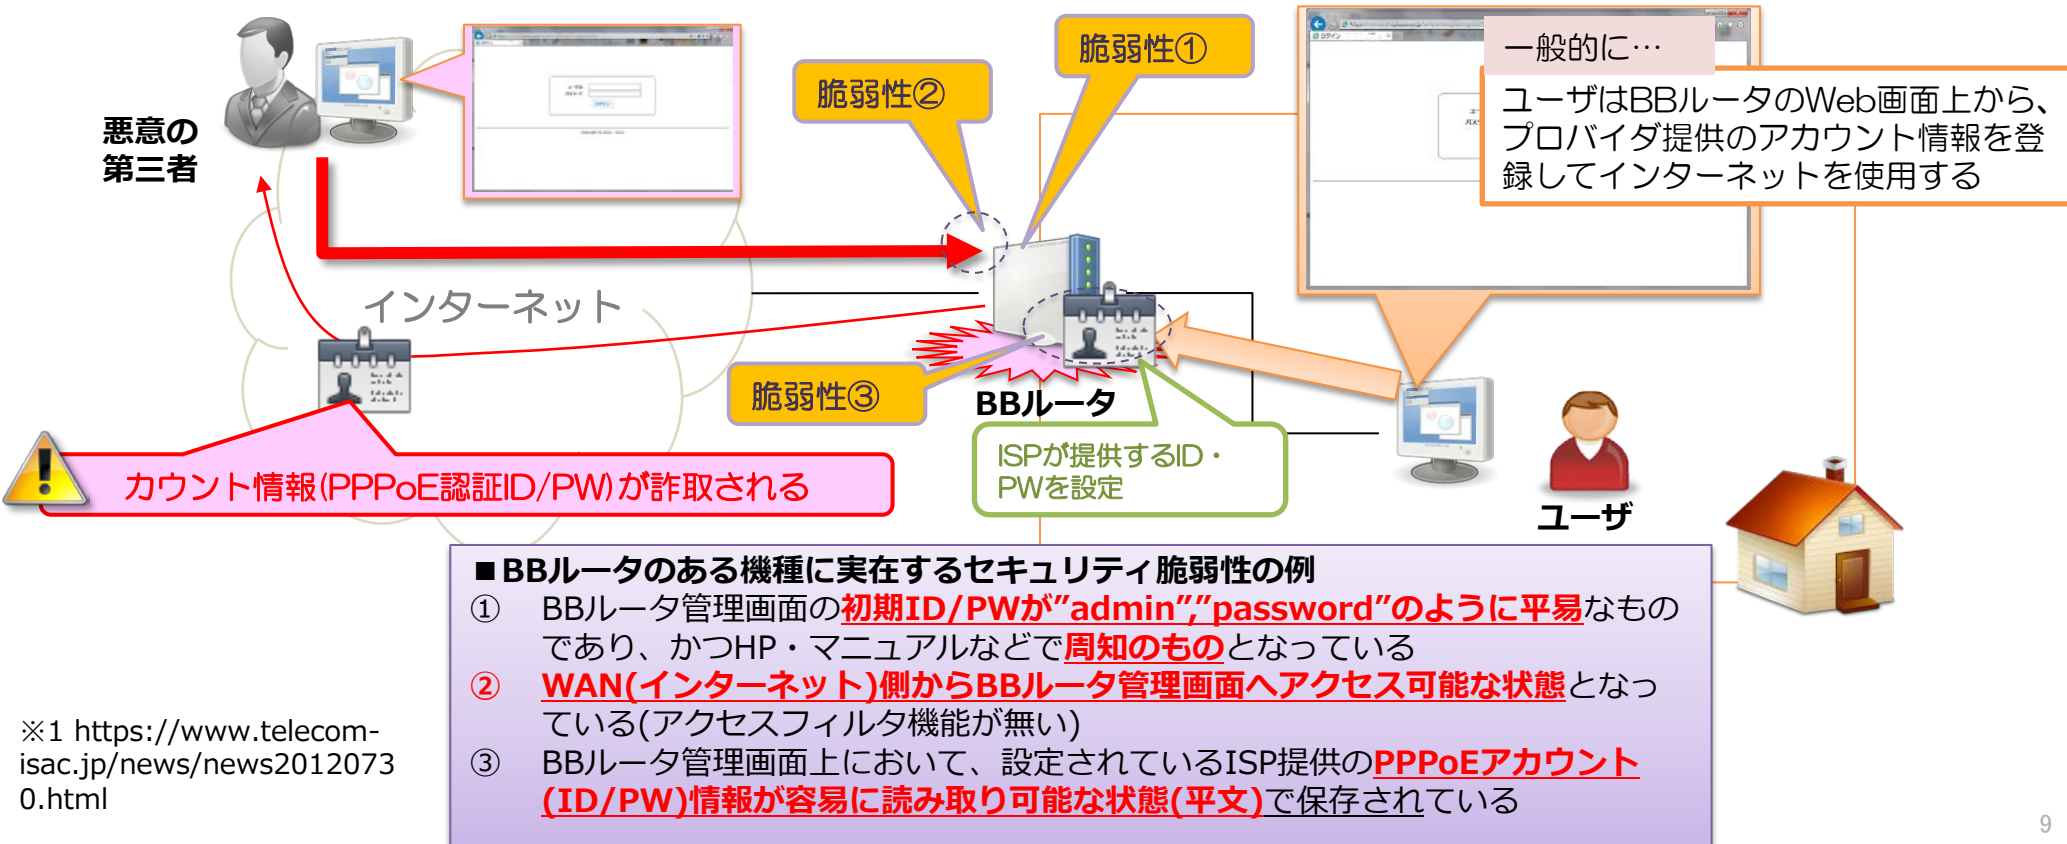 一般的に…
ユーザはBBルータのWeb画面上から、
プロバイダ提供のアカウント情報を登
録してインターネットを使用する
脆弱性①
脆弱性②
悪意の
第三者
インターネット
脆弱性③
BBルータ
ISPが提供するID・
PWを設定
カウント情報(PPPoE認証ID/PW)が詐取される
ユーザ
■BBルータのある機種に実在するセキュリティ脆弱性の例
① BBルータ管理画面の初期ID/PWが”admin”,”password”のように平易なもの
であり、かつHP・マニュアルなどで周知のものとなっている
② WAN(インターネット)側からBBルータ管理画面へアクセス可能な状態となっ
ている(アクセスフィルタ機能が無い)
③ BBルータ管理画面上において、設定されているISP提供のPPPoEアカウント
(ID/PW)情報が容易に読み取り可能な状態(平文)で保存されている
※1 https://www.telecom-
isac.jp/news/news2012073
0.html
9